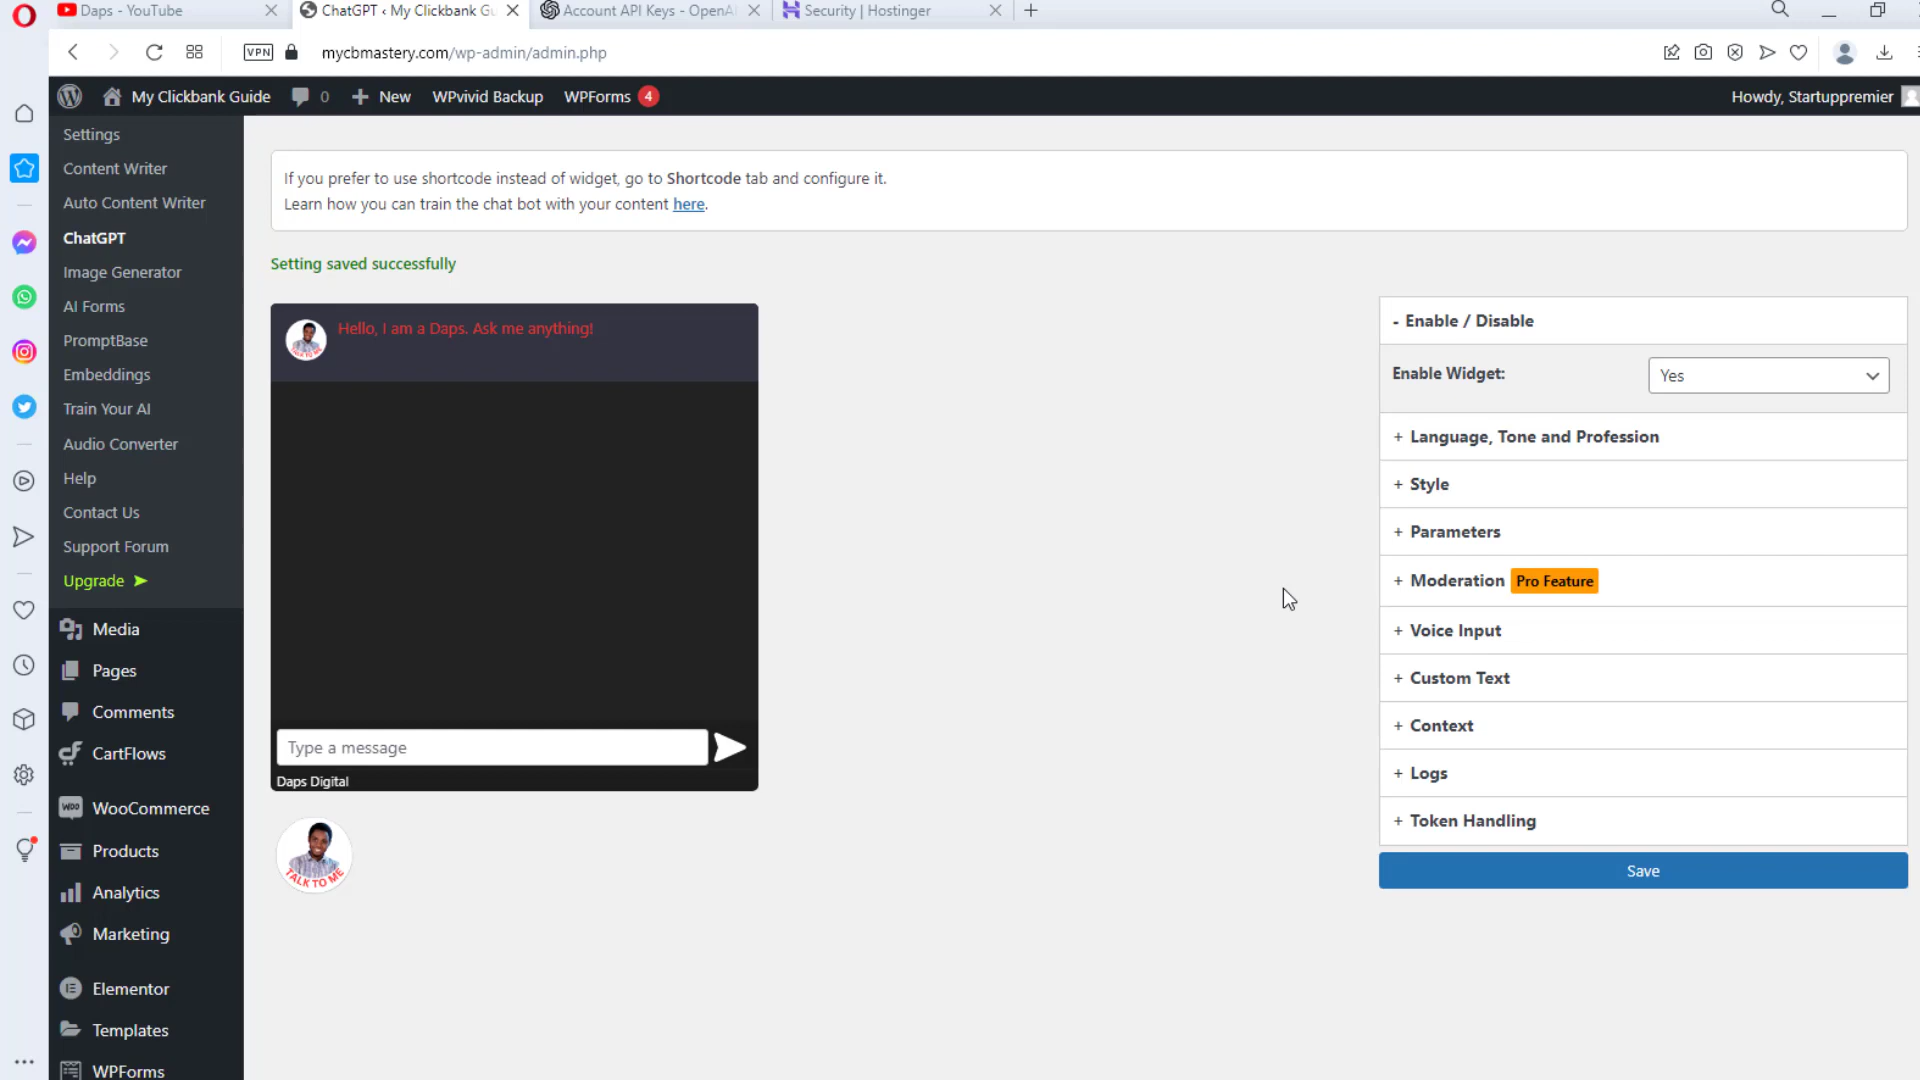 Daps - YouTube
ChatGPT ‹ My Clickbank Gu
Account API Keys - OpenAI
Security | Hostinger
VPN
mycbmastery.com/wp-admin/admin.php
My Clickbank Guide
0
New
WPvivid Backup
WPForms
4
Howdy, Startuppremier
Settings
Content Writer
Auto Content Writer
ChatGPT
Image Generator
AI Forms
PromptBase
Embeddings
Train Your AI
Audio Converter
Help
Contact Us
Support Forum
Upgrade ➤
Media
Pages
Comments
CartFlows
WooCommerce
Products
Analytics
Marketing
Elementor
Templates
WPForms
If you prefer to use shortcode instead of widget, go to Shortcode tab and configure it.
Learn how you can train the chat bot with your content here.
Setting saved successfully
Hello, I am a Daps. Ask me anything!
TALK TO ME
Type a message
Daps Digital
TALK TO ME
- Enable / Disable
Enable Widget:
Yes
+ Language, Tone and Profession
+ Style
+ Parameters
+ Moderation Pro Feature
+ Voice Input
+ Custom Text
+ Context
+ Logs
+ Token Handling
Save